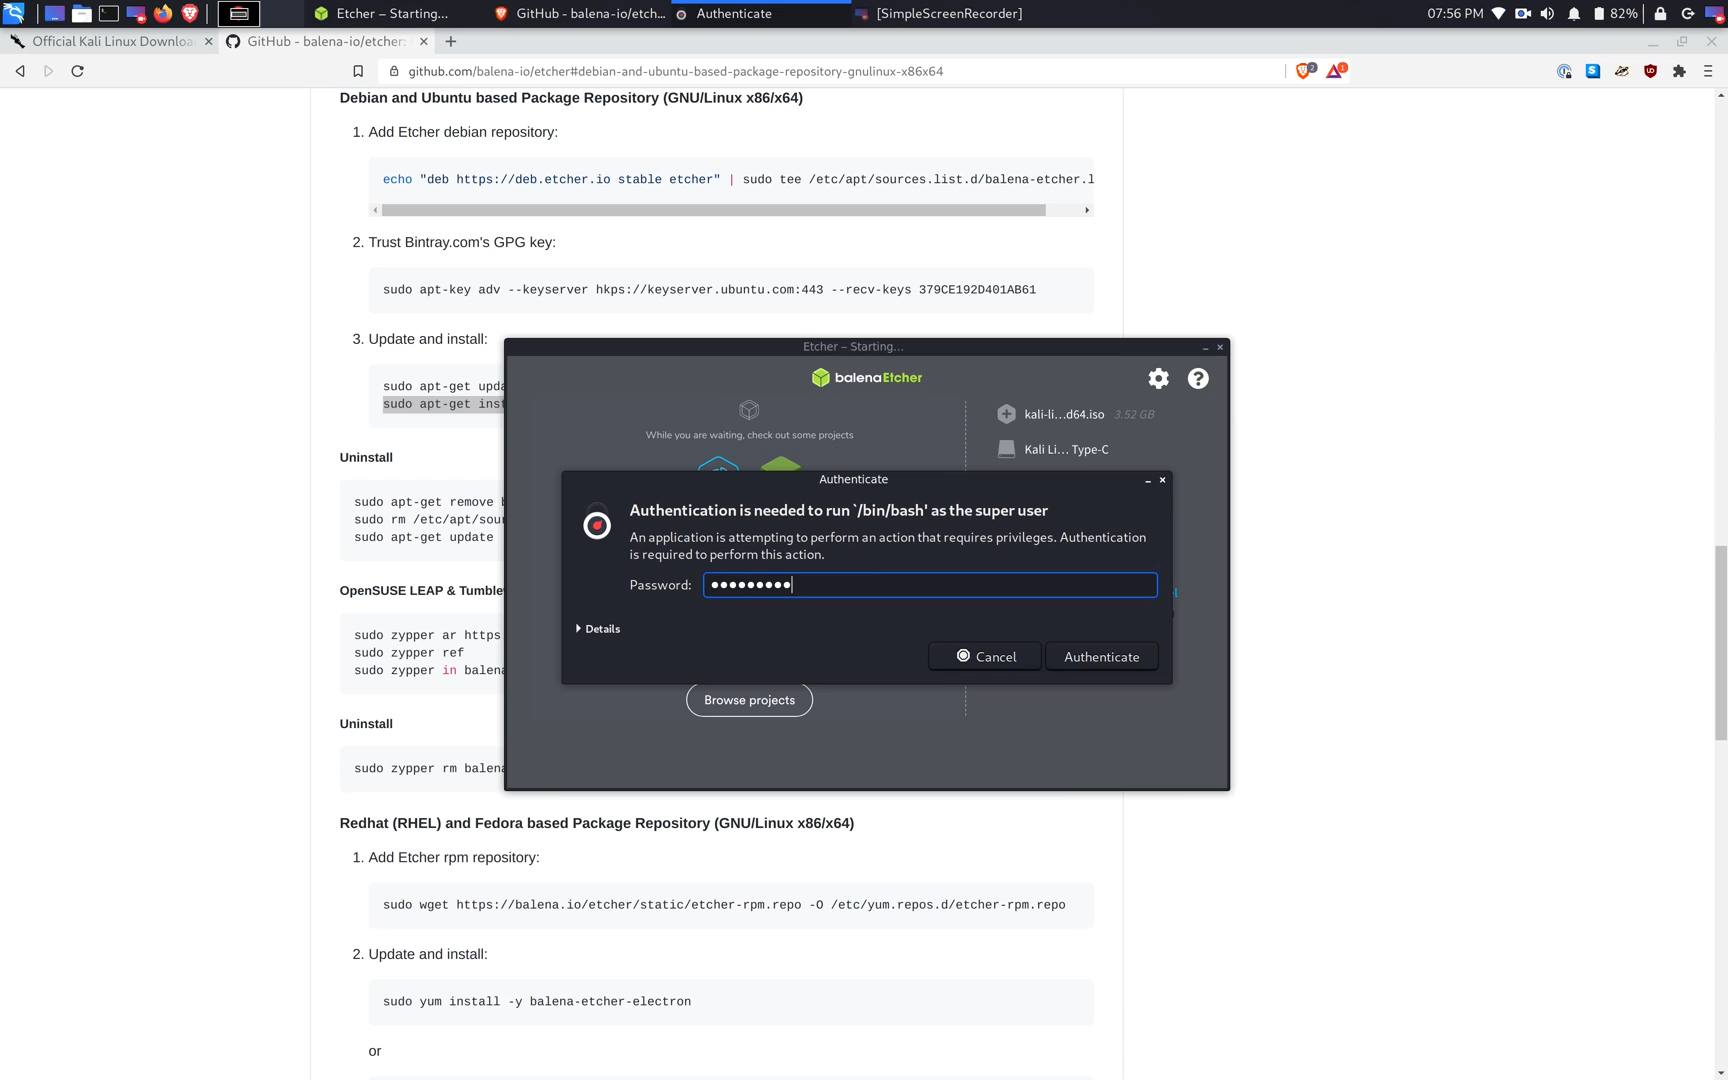 Etcher – Starting...
GitHub - balena-io/etch...
Authenticate
[SimpleScreenRecorder]
07:56 PM
82%
Official Kali Linux Downloa
GitHub - balena-io/etcher:
github.com/balena-io/etcher#debian-and-ubuntu-based-package-repository-gnulinux-x86x64
2
1
Debian and Ubuntu based Package Repository (GNU/Linux x86/x64)
1. Add Etcher debian repository:
echo "deb https://deb.etcher.io stable etcher" | sudo tee /etc/apt/sources.list.d/balena-etcher.l
2. Trust Bintray.com's GPG key:
sudo apt-key adv --keyserver hkps://keyserver.ubuntu.com:443 --recv-keys 379CE192D401AB61
3. Update and install:
sudo apt-get upda
sudo apt-get inst
Uninstall
sudo apt-get remove b
sudo rm /etc/apt/sour
sudo apt-get update
OpenSUSE LEAP & Tumblew
sudo zypper ar https
sudo zypper ref
sudo zypper in balena
Uninstall
sudo zypper rm balena
Redhat (RHEL) and Fedora based Package Repository (GNU/Linux x86/x64)
1. Add Etcher rpm repository:
sudo wget https://balena.io/etcher/static/etcher-rpm.repo -O /etc/yum.repos.d/etcher-rpm.repo
2. Update and install:
sudo yum install -y balena-etcher-electron
or
Etcher – Starting...
balenaEtcher
While you are waiting, check out some projects
kali-li...d64.iso 3.52 GB
Kali Li... Type-C
Browse projects
Authenticate
Authentication is needed to run `/bin/bash' as the super user
An application is attempting to perform an action that requires privileges. Authentication
is required to perform this action.
Password: ●●●●●●●●●
Details
Cancel
Authenticate